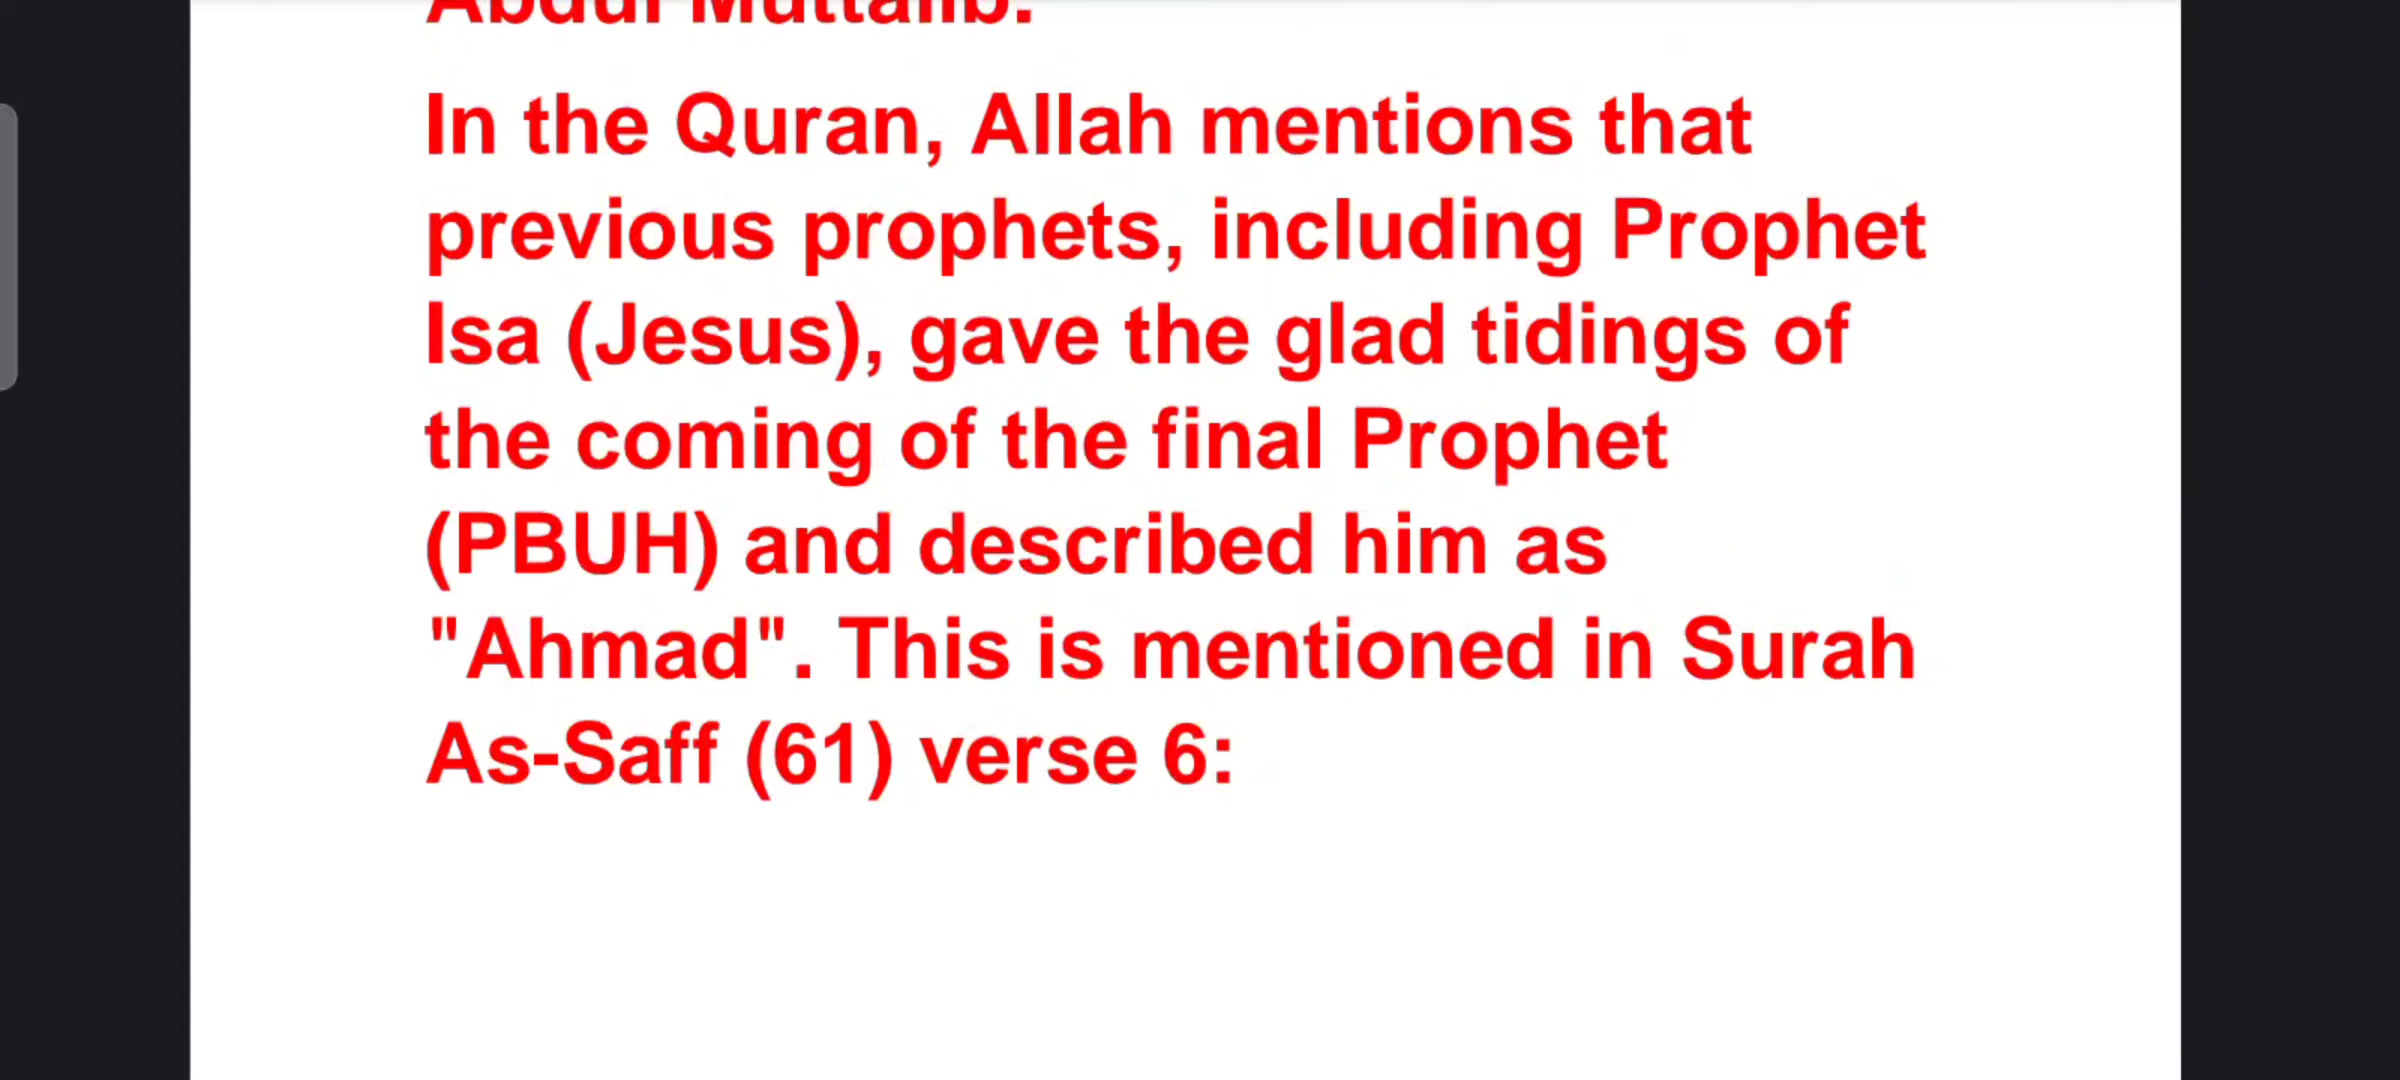 Abdul Muttalib.
In the Quran, Allah mentions that
previous prophets, including Prophet
Isa (Jesus), gave the glad tidings of
the coming of the final Prophet
(PBUH) and described him as
"Ahmad". This is mentioned in Surah
As-Saff (61) verse 6: